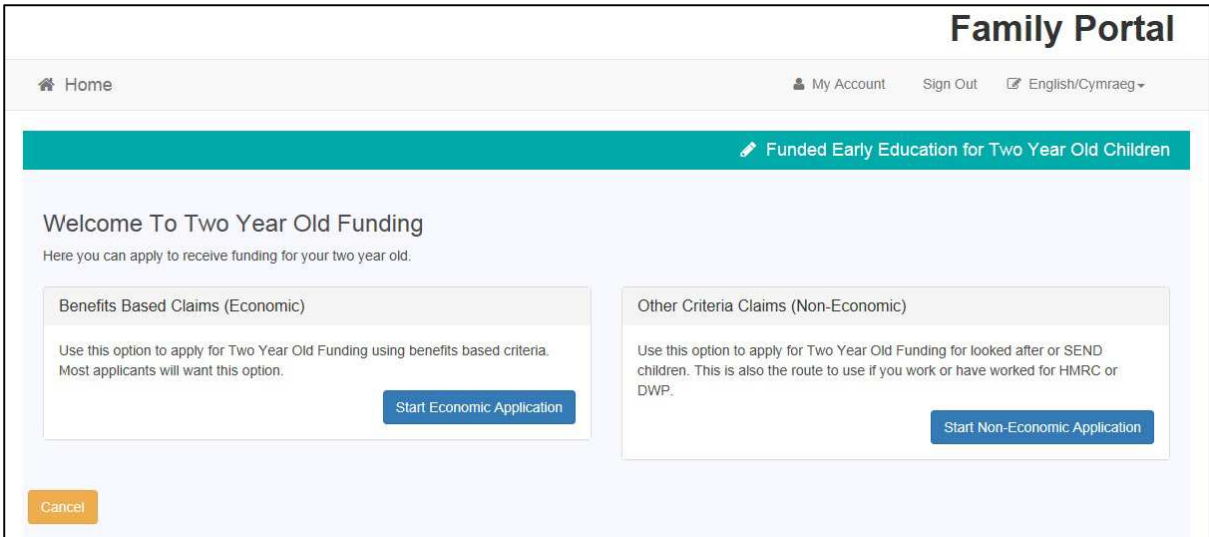 Family Portal
Home
My Account
Sign Out
English/Cymraeg
Funded Early Education for Two Year Old Children
Welcome To Two Year Old Funding
Here you can apply to receive funding for your two year old.
Benefits Based Claims (Economic)
Use this option to apply for Two Year Old Funding using benefits based criteria.
Most applicants will want this option.
Start Economic Application
Other Criteria Claims (Non-Economic)
Use this option to apply for Two Year Old Funding for looked after or SEND
children. This is also the route to use if you work or have worked for HMRC or
DWP.
Start Non-Economic Application
Cancel